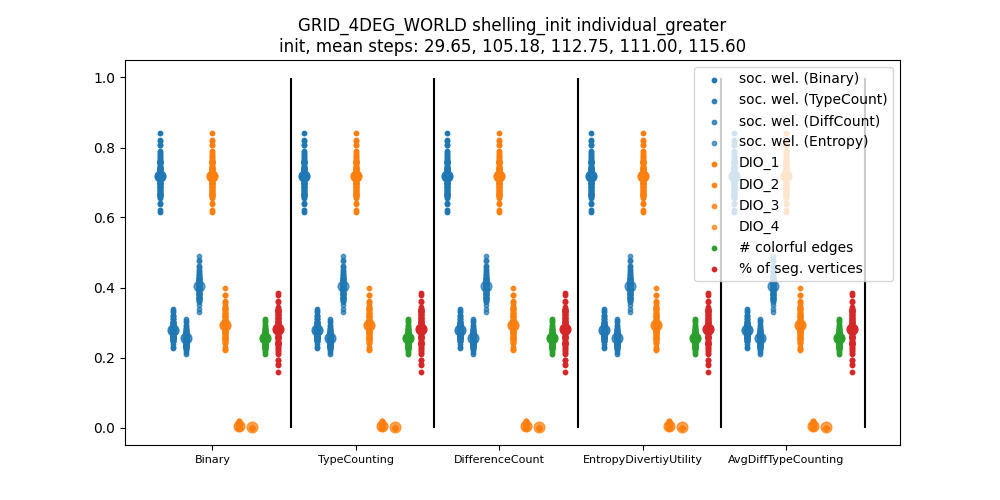 GRID_4DEG_WORLD shelling_init individual_greater
init, mean steps: 29.65, 105.18, 112.75, 111.00, 115.60
1.0
0.8
0.6
0.4
0.2
0.0
soc. wel. (Binary)
soc. wel. (TypeCount)
soc. wel. (DiffCount)
soc. wel. (Entropy)
DIO_1
DIO_2
DIO_3
DIO_4
# colorful edges
% of seg. vertices
Binary
TypeCounting
DifferenceCount
EntropyDivertiyUtility
AvgDiffTypeCounting